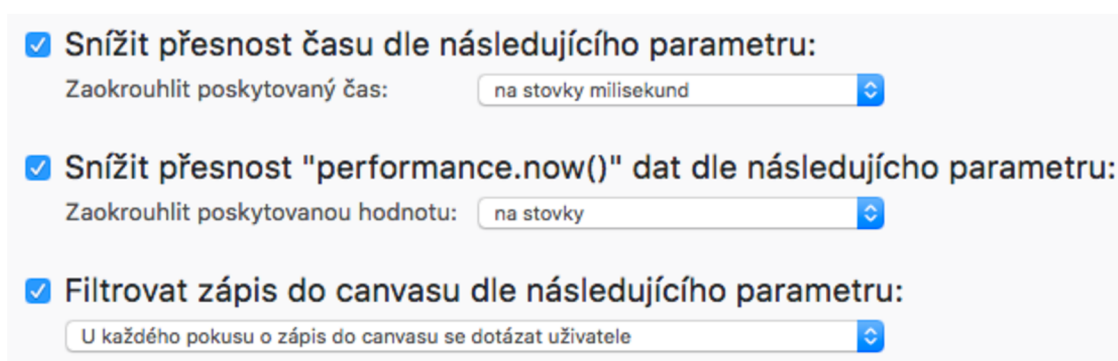 Snížit přesnost času dle následujícího parametru:
Zaokrouhlit poskytovaný čas: na stovky milisekund
Snížit přesnost "performance.now()" dat dle následujícho parametru:
Zaokrouhlit poskytovanou hodnotu: na stovky
Filtrovat zápis do canvasu dle následujícího parametru:
U každého pokusu o zápis do canvasu se dotázat uživatele